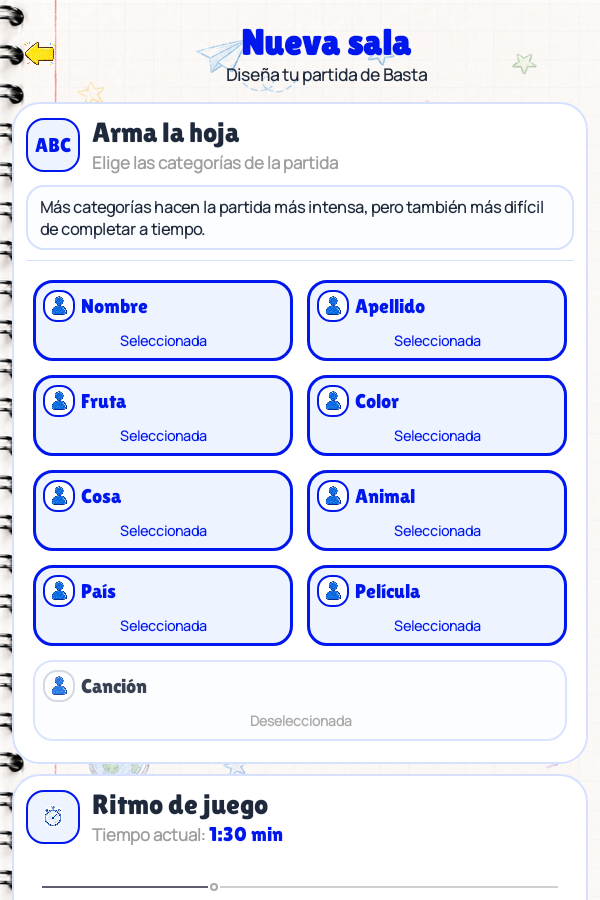 Nueva sala
Diseña tu partida de Basta
ABC
Arma la hoja
Elige las categorías de la partida
Más categorías hacen la partida más intensa, pero también más difícil
de completar a tiempo.
Nombre
Seleccionada
Apellido
Seleccionada
Fruta
Seleccionada
Color
Seleccionada
Cosa
Seleccionada
Animal
Seleccionada
País
Seleccionada
Película
Seleccionada
Canción
Deseleccionada
Ritmo de juego
Tiempo actual: 1:30 min